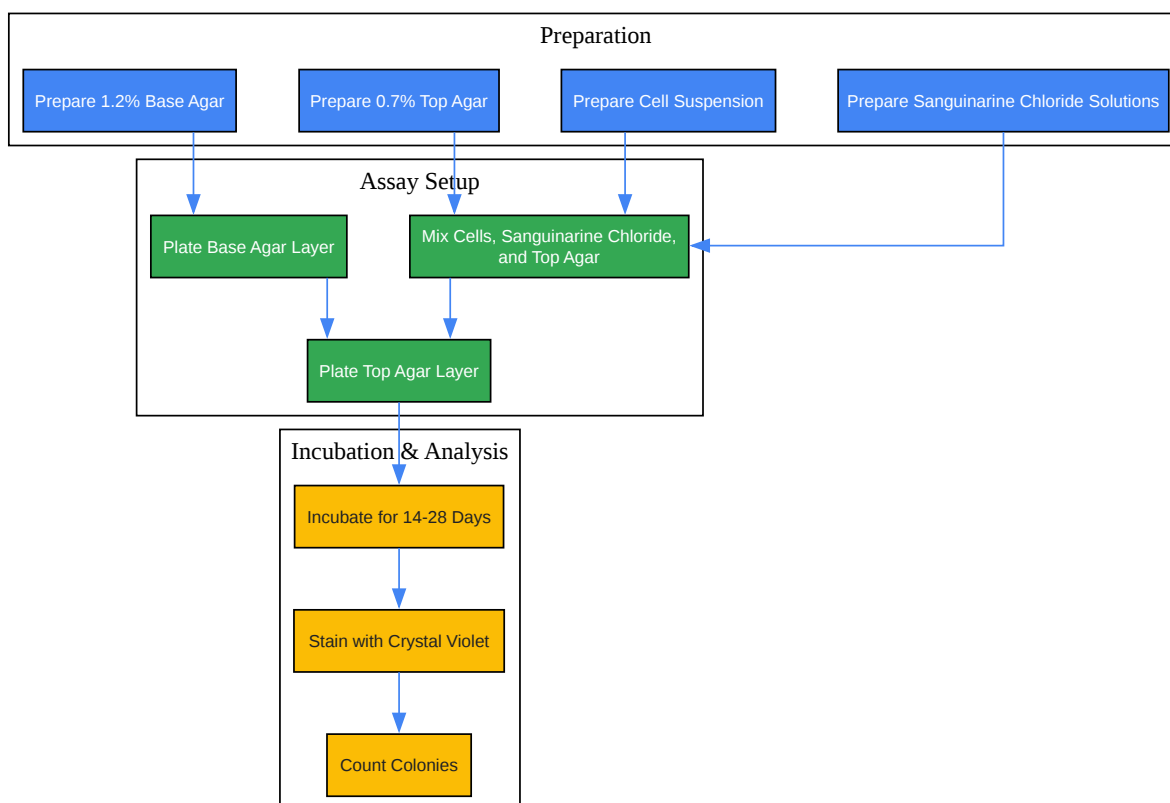 Preparation
Prepare 1.2% Base Agar
Prepare 0.7% Top Agar
Prepare Cell Suspension
Prepare Sanguinarine Chloride Solutions
Assay Setup
Plate Base Agar Layer
Mix Cells, Sanguinarine Chloride,
and Top Agar
Plate Top Agar Layer
Incubation & Analysis
Incubate for 14-28 Days
Stain with Crystal Violet
Count Colonies